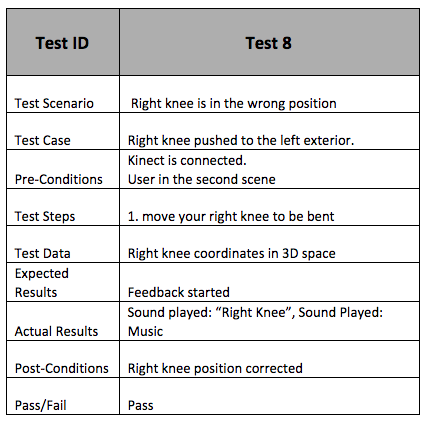 Test ID Test 8
Test Scenario Right knee is in the wrong position
Test Case Right knee pushed to the left exterior.
Pre-Conditions Kinect is connected.
User in the second scene
Test Steps 1. move your right knee to be bent
Test Data Right knee coordinates in 3D space
Expected
Results Feedback started
Actual Results Sound played: “Right Knee”, Sound Played:
Music
Post-Conditions Right knee position corrected
Pass/Fail Pass